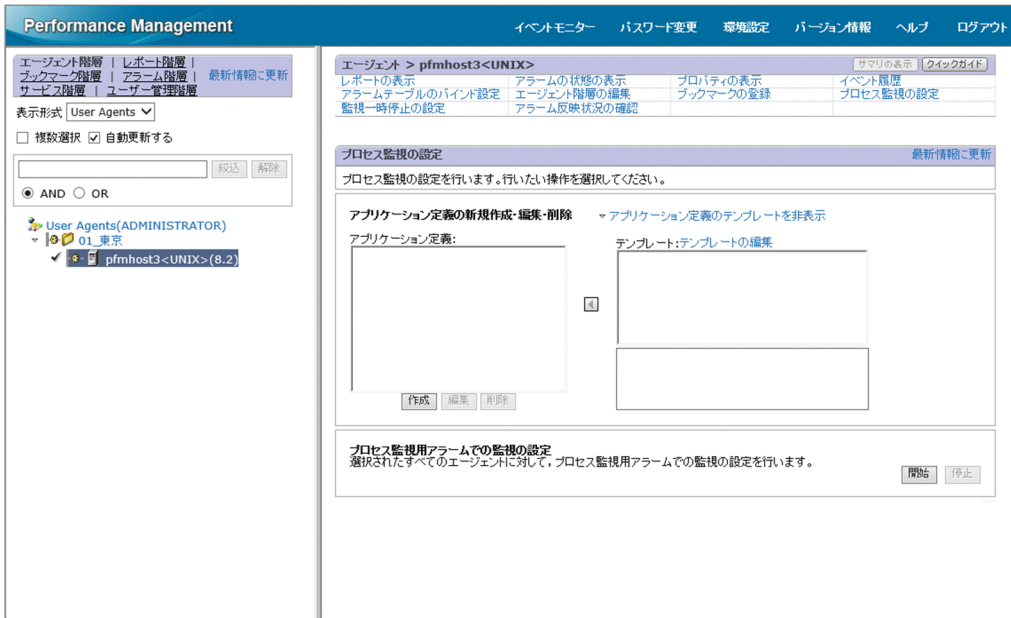 Performance Management
イベントモニター パスワード変更 環境設定 バージョン情報 ヘルプ ログアウト
エージェント階層 | レポート階層 |
ブックマーク階層 | アラーム階層 | 最新情報に更新
サービス階層 | ユーザー管理階層
表示形式 User Agents
複数選択 自動更新する
絞込 解除
AND OR
User Agents(ADMINISTRATOR)
01_東京
pfmhost3<UNIX>(8.2)
エージェント > pfmhost3<UNIX> サマリの表示 クイックガイド
レポートの表示 アラームの状態の表示 プロパティの表示 イベント履歴
アラームテーブルのバインド設定 エージェント階層の編集 ブックマークの登録 プロセス監視の設定
監視一時停止の設定 アラーム反映状況の確認
プロセス監視の設定 最新情報に更新
プロセス監視の設定を行います。行いたい操作を選択してください。
アプリケーション定義の新規作成・編集・削除 アプリケーション定義のテンプレートを非表示
アプリケーション定義: テンプレート:テンプレートの編集
作成 編集 削除
プロセス監視用アラームでの監視の設定
選択されたすべてのエージェントに対して，プロセス監視用アラームでの監視の設定を行います。
開始 停止